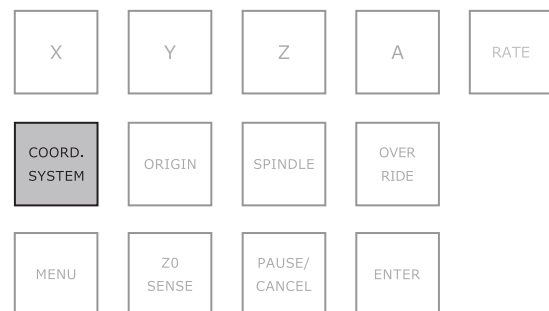 X
Y
Z
A
RATE
COORD.
SYSTEM
ORIGIN
SPINDLE
OVER
RIDE
MENU
Z0
SENSE
PAUSE/
CANCEL
ENTER